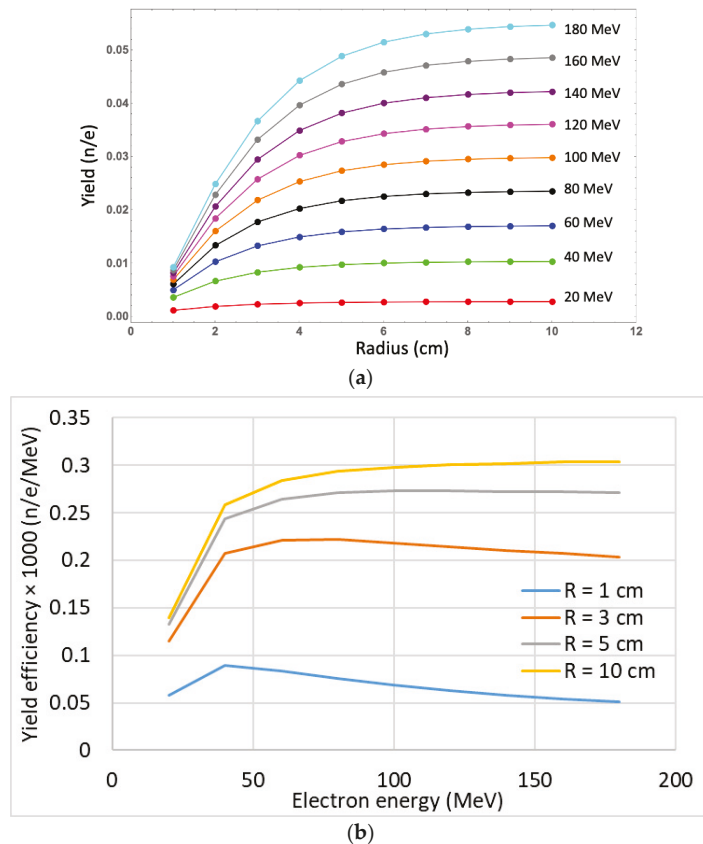 0.05
0.04
0.03
0.02
0.01
0.00
Yield (n/e)
180 MeV
160 MeV
140 MeV
120 MeV
100 MeV
80 MeV
60 MeV
40 MeV
20 MeV
0 2 4 6 8 10 12
Radius (cm)
(a)
0.35
0.3
0.25
0.2
0.15
0.1
0.05
0
Yield efficiency × 1000 (n/e/MeV)
R = 1 cm
R = 3 cm
R = 5 cm
R = 10 cm
0 50 100 150 200
Electron energy (MeV)
(b)